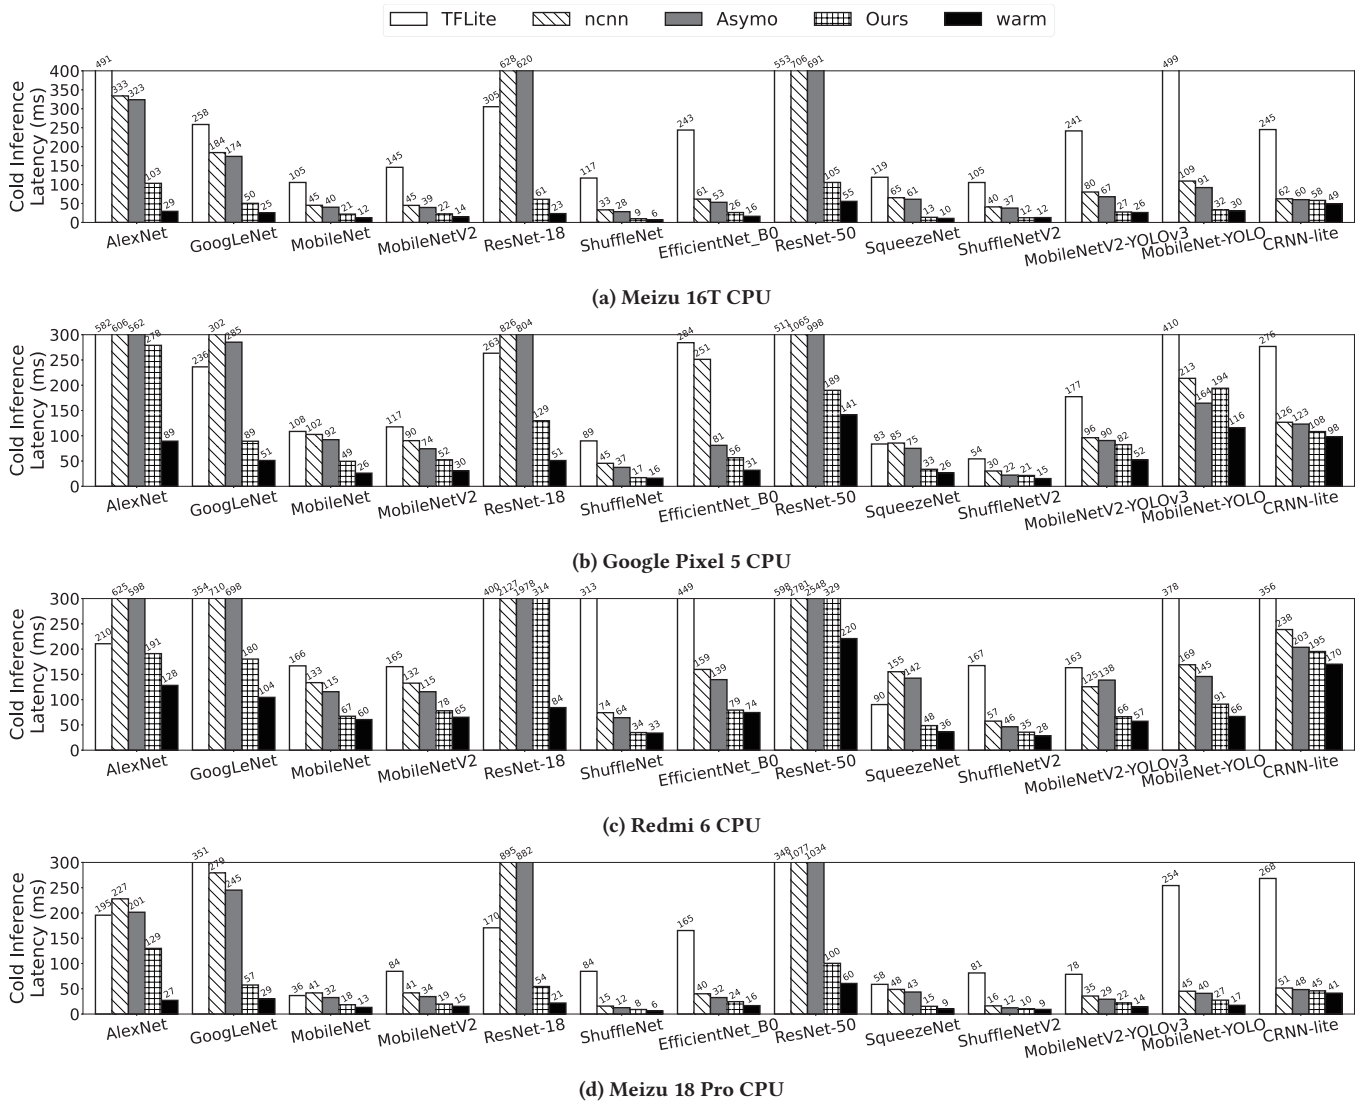 TFLite ncnn Asymo Ours warm
Cold Inference
Latency (ms)
400
350
300
250
200
150
100
50
0
491 333 323 103 29
258 184 174 50 25
105 45 40 21 12
145 45 39 22 14
305 628 620 61 23
117 33 28 9 6
243 61 53 26 16
553 706 691 105 55
119 65 61 13 10
105 40 37 12 12
241 80 67 27 26
499 109 91 32 30
245 62 60 58 49
AlexNet GoogLeNet MobileNet MobileNetV2 ResNet-18 ShuffleNet EfficientNet_B0 ResNet-50 SqueezeNet ShuffleNetV2 MobileNetV2-YOLOv3 MobileNet-YOLO CRNN-lite
(a) Meizu 16T CPU
Cold Inference
Latency (ms)
300
250
200
150
100
50
0
582 606 562 278 89
236 302 285 89 51
108 102 92 49 26
117 90 74 52 30
263 826 804 129 51
89 45 37 17 16
284 251 81 56 31
511 1065 998 189 141
83 85 75 33 26
54 30 22 21 15
177 96 90 82 52
410 213 164 194 116
276 126 123 108 98
AlexNet GoogLeNet MobileNet MobileNetV2 ResNet-18 ShuffleNet EfficientNet_B0 ResNet-50 SqueezeNet ShuffleNetV2 MobileNetV2-YOLOv3 MobileNet-YOLO CRNN-lite
(b) Google Pixel 5 CPU
Cold Inference
Latency (ms)
300
250
200
150
100
50
0
210 625 598 191 128
354 710 698 180 104
166 133 115 67 60
165 132 115 78 65
400 2127 1978 314 84
313 74 64 34 33
449 159 139 79 74
598 2781 2548 329 220
90 155 142 48 36
167 57 46 35 28
163 125 138 66 57
378 169 145 91 66
356 238 203 195 170
AlexNet GoogLeNet MobileNet MobileNetV2 ResNet-18 ShuffleNet EfficientNet_B0 ResNet-50 SqueezeNet ShuffleNetV2 MobileNetV2-YOLOv3 MobileNet-YOLO CRNN-lite
(c) Redmi 6 CPU
Cold Inference
Latency (ms)
300
250
200
150
100
50
0
195 227 201 129 27
351 279 245 57 29
36 41 32 18 13
84 41 34 19 15
170 895 882 54 21
84 15 12 8 6
165 40 32 24 16
348 1077 1034 100 60
58 48 43 15 9
81 16 12 10 9
78 35 29 22 14
254 45 40 27 17
268 51 48 45 41
AlexNet GoogLeNet MobileNet MobileNetV2 ResNet-18 ShuffleNet EfficientNet_B0 ResNet-50 SqueezeNet ShuffleNetV2 MobileNetV2-YOLOv3 MobileNet-YOLO CRNN-lite
(d) Meizu 18 Pro CPU